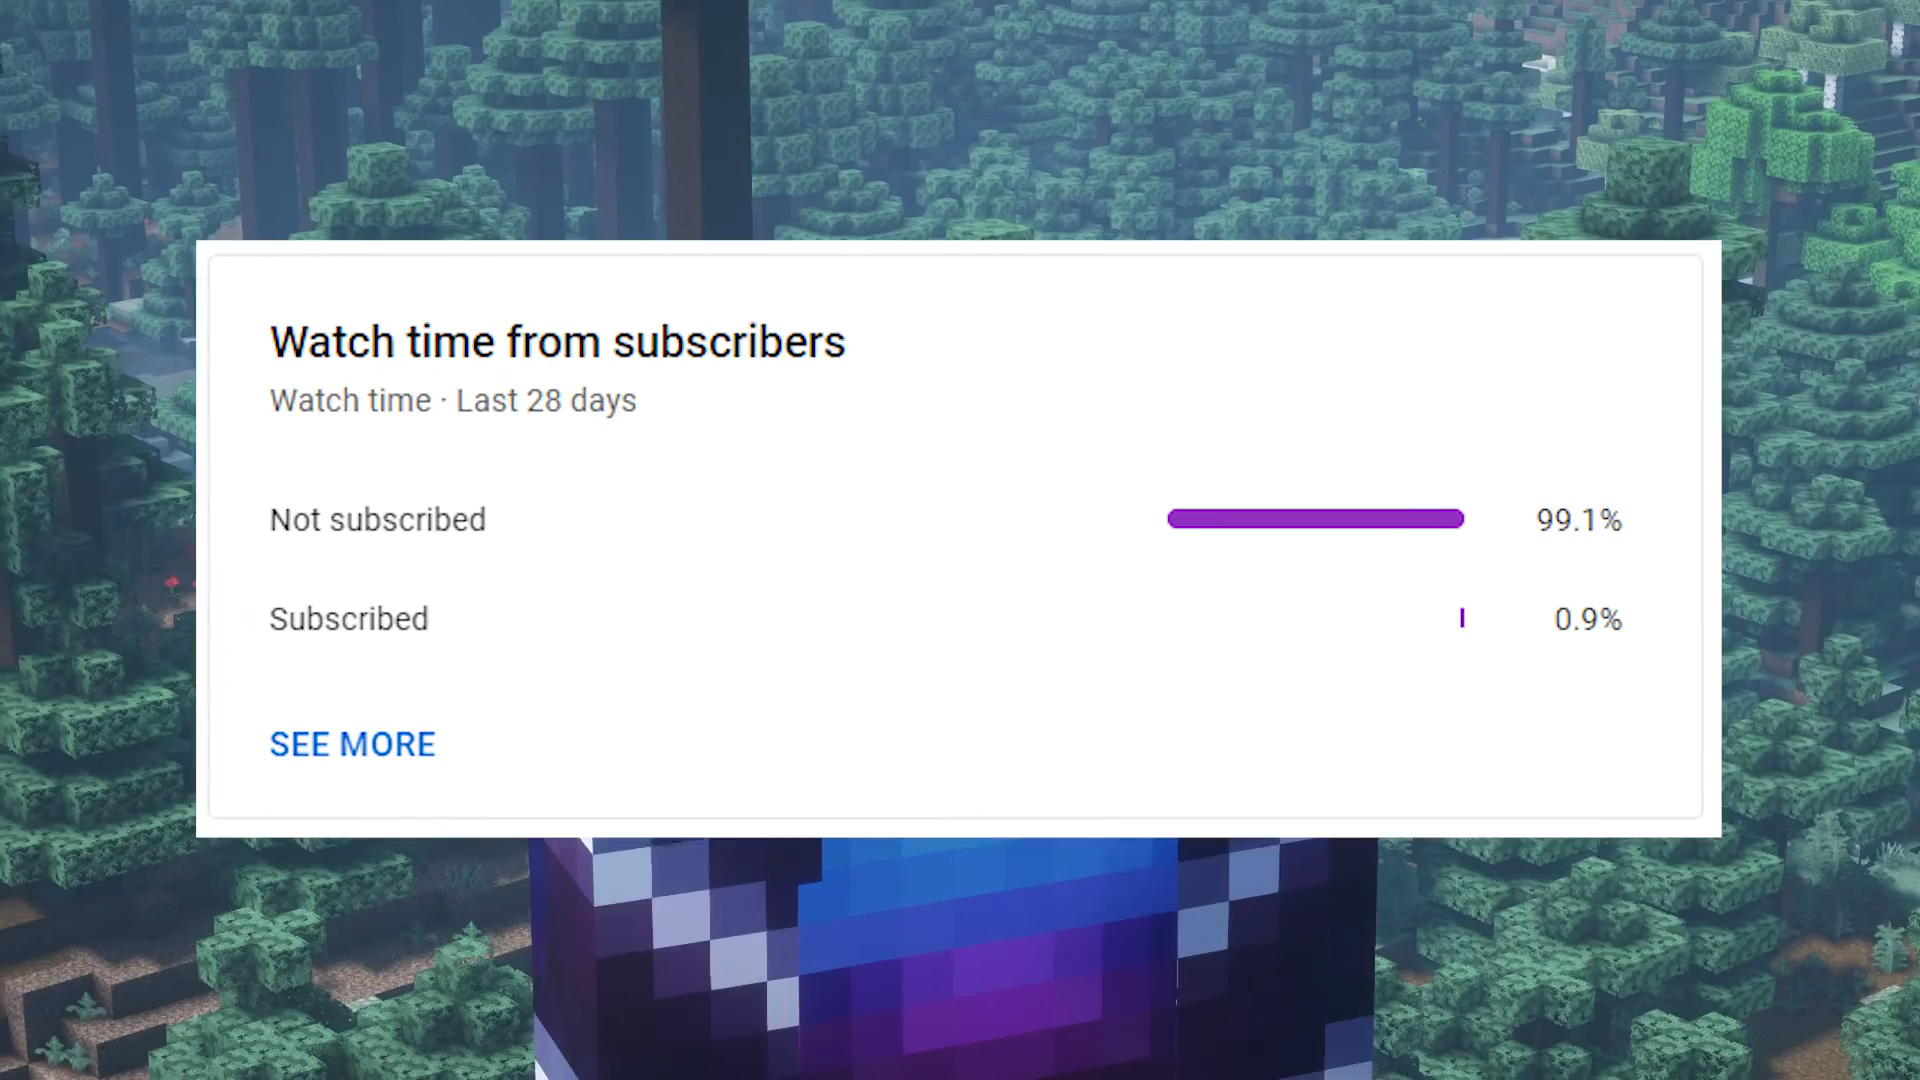 Watch time from subscribers
Watch time · Last 28 days
Not subscribed 99.1%
Subscribed 0.9%
SEE MORE